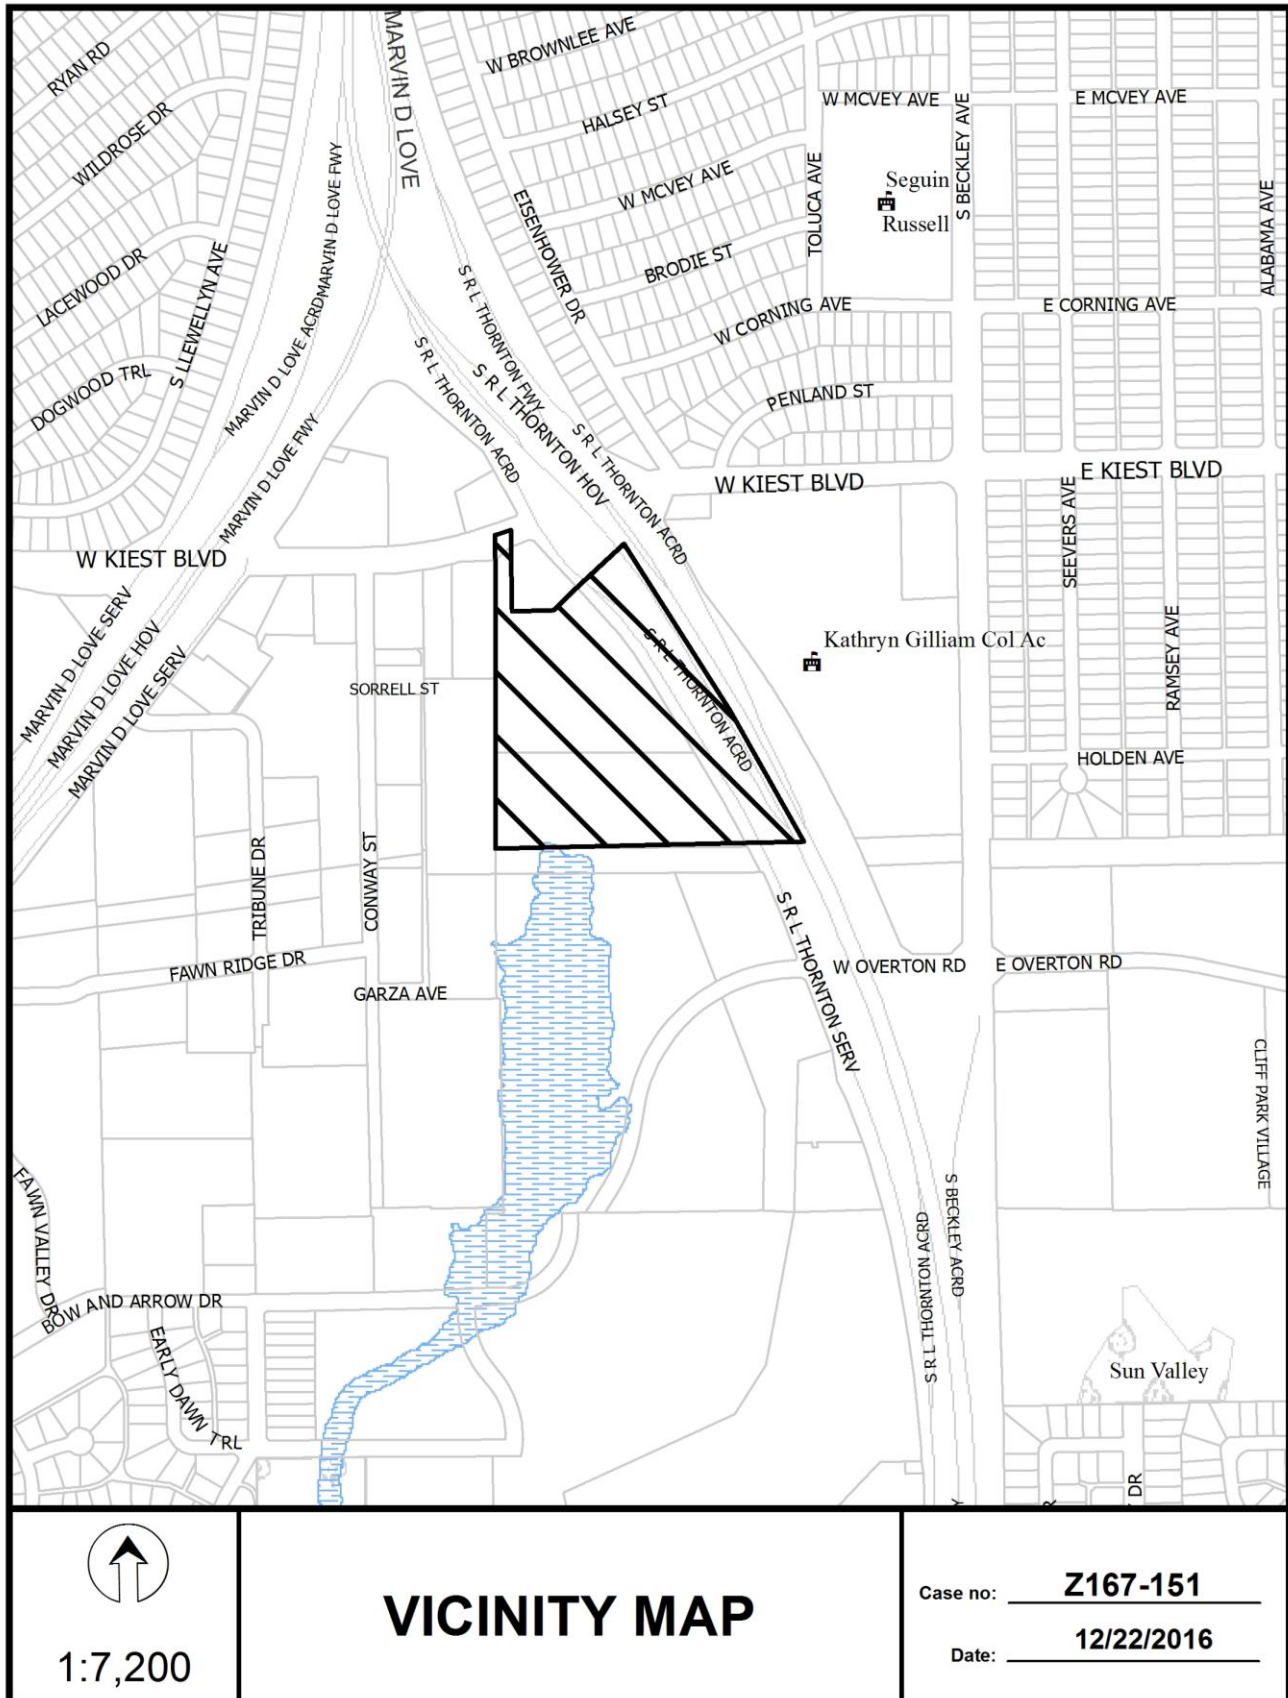 MARVIN D LOVE
W BROWNLEE AVE
RYAN RD
HALSEY ST
W MCVEY AVE
E MCVEY AVE
WILDROSE DR
S BECKLEY AVE
Seguin
Russell
TOLUCA AVE
ALABAMA AVE
W MCVEY AVE
EISENHOWER DR
MARVIN D LOVE FWY
BRODIE ST
LACEWOOD DR
S LLEWELLYN AVE
MARVIN D LOVE ACRD
W CORNING AVE
E CORNING AVE
S R L THORNTON FWY
S R L THORNTON ACRD
S R L THORNTON HOV
DOGWOOD TRL
PENLAND ST
S R L THORNTON ACRD
MARVIN D LOVE FWY
W KIEST BLVD
E KIEST BLVD
W KIEST BLVD
SEEVERS AVE
MARVIN D LOVE SERV
MARVIN D LOVE HOV
MARVIN D LOVE SERV
Kathryn Gilliam Col Ac
RAMSEY AVE
SORRELL ST
S R L THORNTON ACRD
HOLDEN AVE
TRIBUNE DR
CONWAY ST
S R L THORNTON SERV
FAWN RIDGE DR
W OVERTON RD
E OVERTON RD
GARZA AVE
CLIFF PARK VILLAGE
FAWN VALLEY DR
S BECKLEY ACRD
S R L THORNTON ACRD
BOW AND ARROW DR
EARLY DAWN TRL
Sun Valley
DR
1:7,200
VICINITY MAP
Case no: Z167-151
Date: 12/22/2016